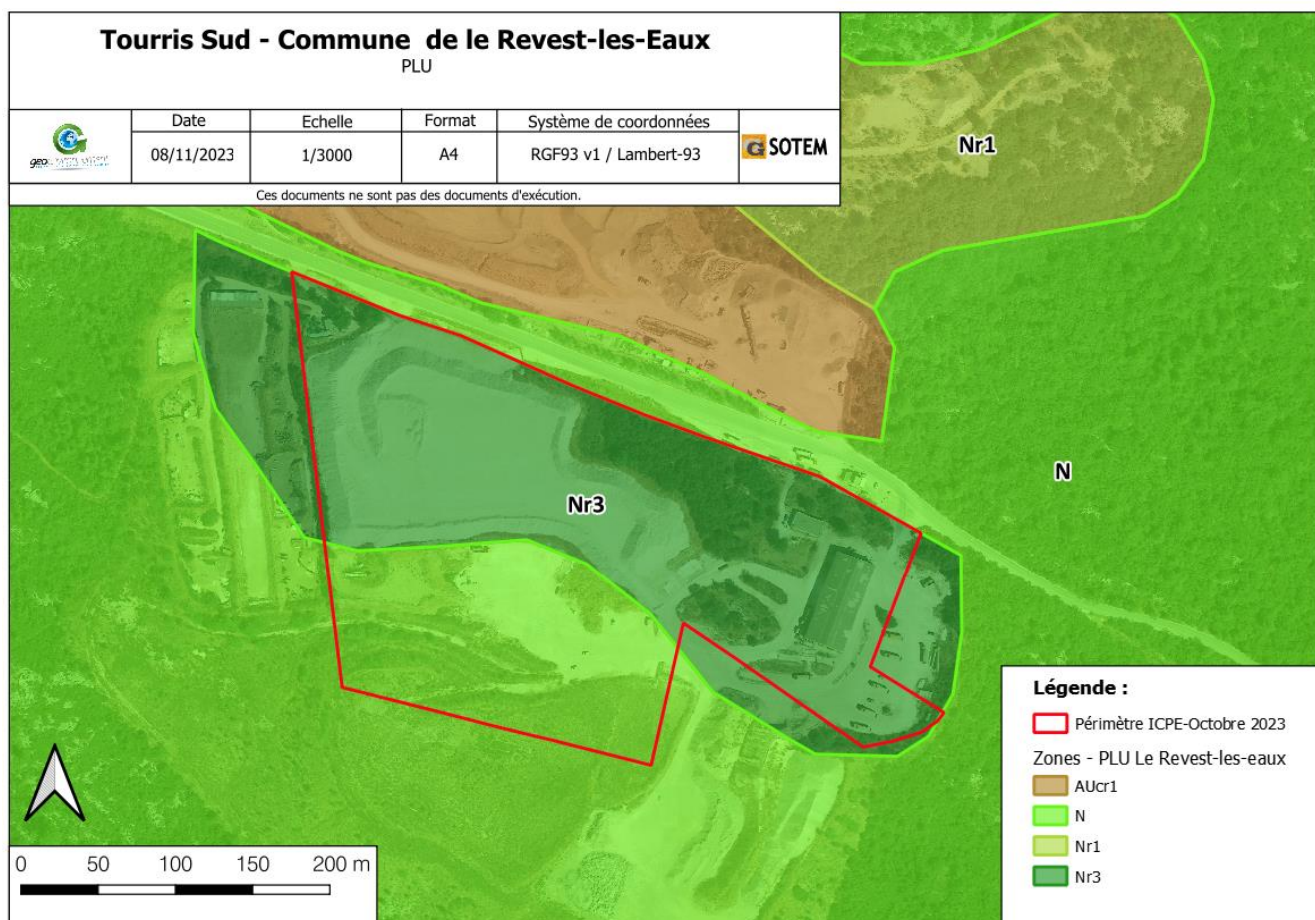 Tourris Sud - Commune de le Revest-les-Eaux
PLU
Date
Echelle
Format
Système de coordonnées
08/11/2023
1/3000
A4
RGF93 v1 / Lambert-93
G SOTEM
Ces documents ne sont pas des documents d'exécution.
Nr1
N
Nr3
Légende :
Périmètre ICPE-Octobre 2023
Zones - PLU Le Revest-les-eaux
AUcr1
N
Nr1
Nr3
0 50 100 150 200 m